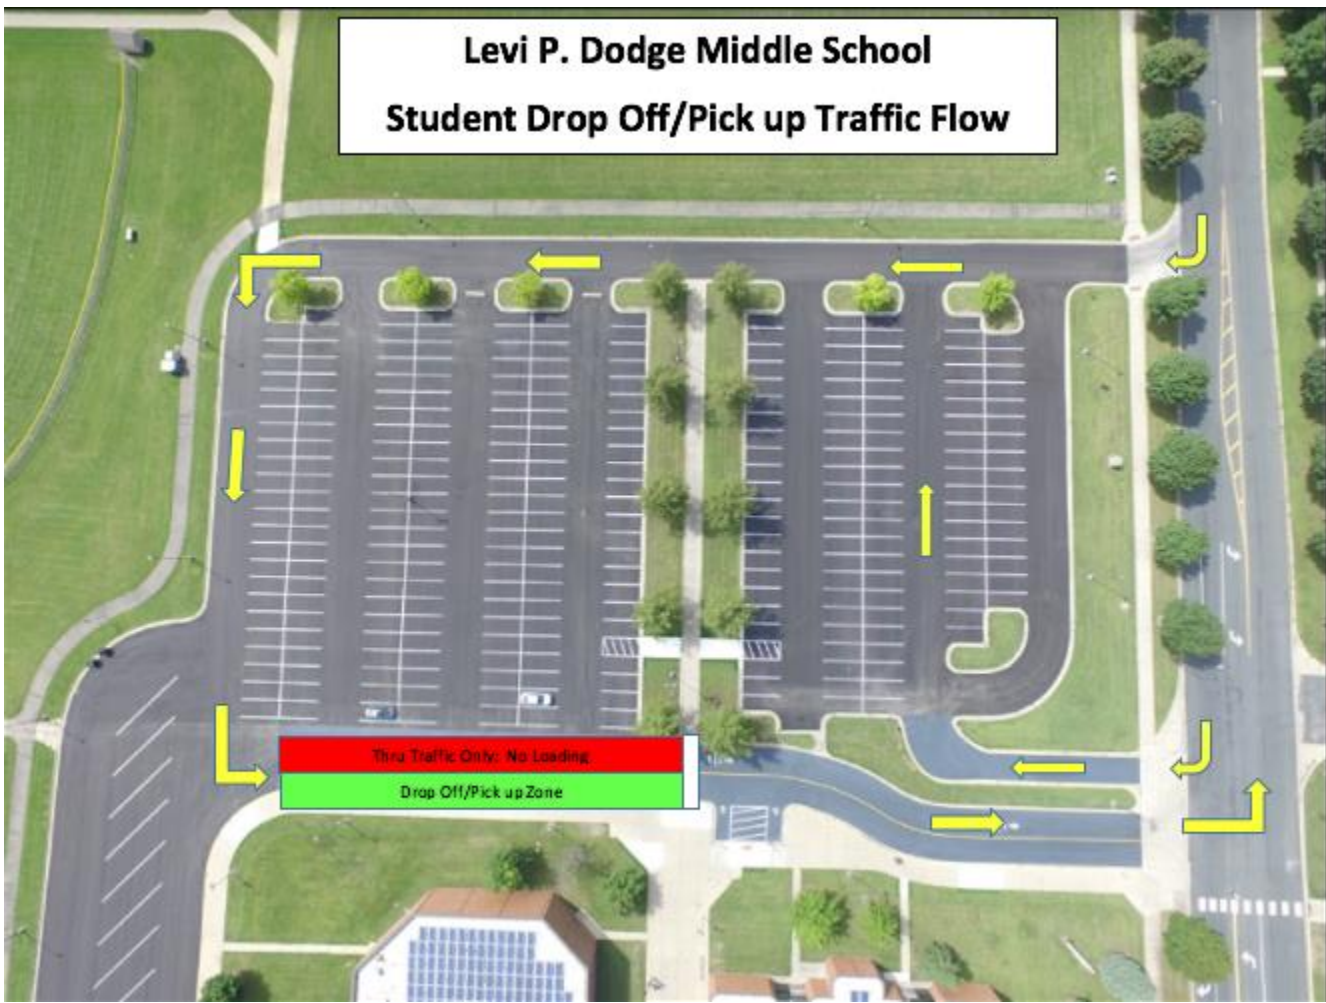 Levi P. Dodge Middle School
Student Drop Off/Pick up Traffic Flow
Thru Traffic Only: No Loading
Drop Off/Pick up Zone